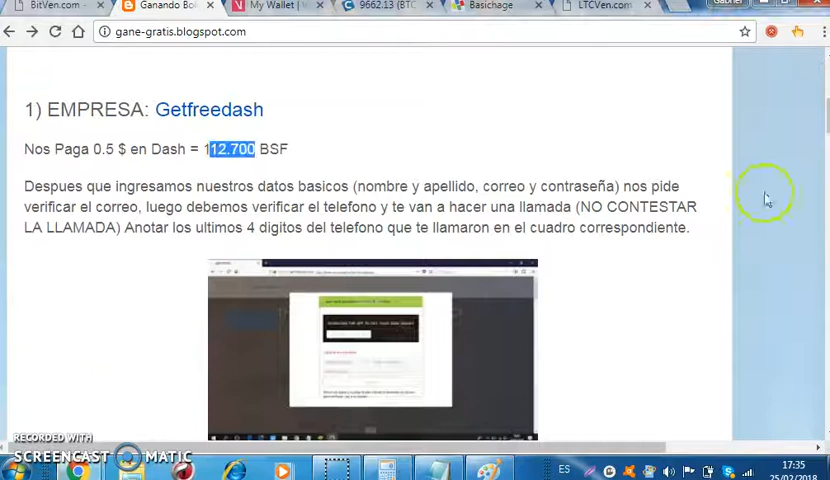 BitVen.com
Ganando Bo
My Wallet
9662.13 (BTC
Basichage
LTCVen.com
Gabriel
gane-gratis.blogspot.com
1) EMPRESA: Getfreedash
Nos Paga 0.5 $ en Dash = 112.700 BSF
Despues que ingresamos nuestros datos basicos (nombre y apellido, correo y contraseña) nos pide
verificar el correo, luego debemos verificar el telefono y te van a hacer una llamada (NO CONTESTAR
LA LLAMADA) Anotar los ultimos 4 digitos del telefono que te llamaron en el cuadro correspondiente.
RECORDED WITH
SCREENCAST MATIC
ES
17:35
25/02/2018